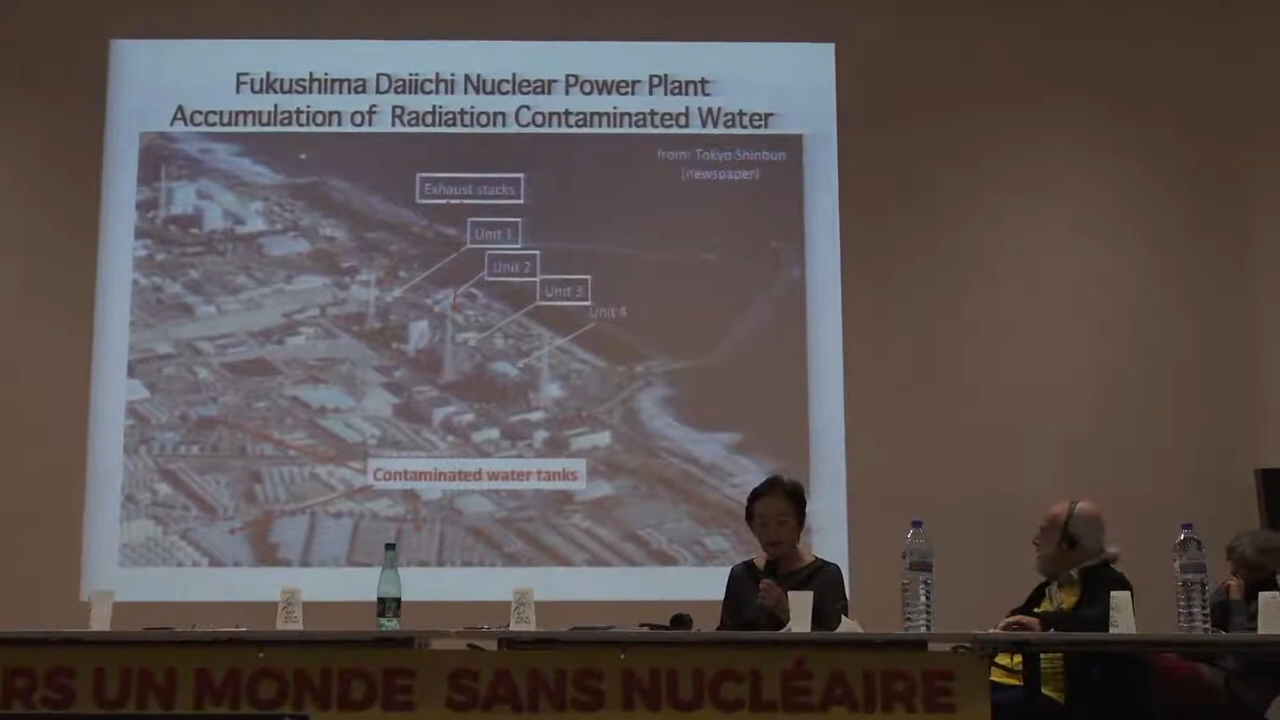 Fukushima Daiichi Nuclear Power Plant
Accumulation of Radiation Contaminated Water
from: Tokyo Shinbun
(newspaper)
Exhaust stacks
Unit 1
Unit 2
Unit 3
Unit 4
Contaminated water tanks
RS UN MONDE SANS NUCLÉAIRE